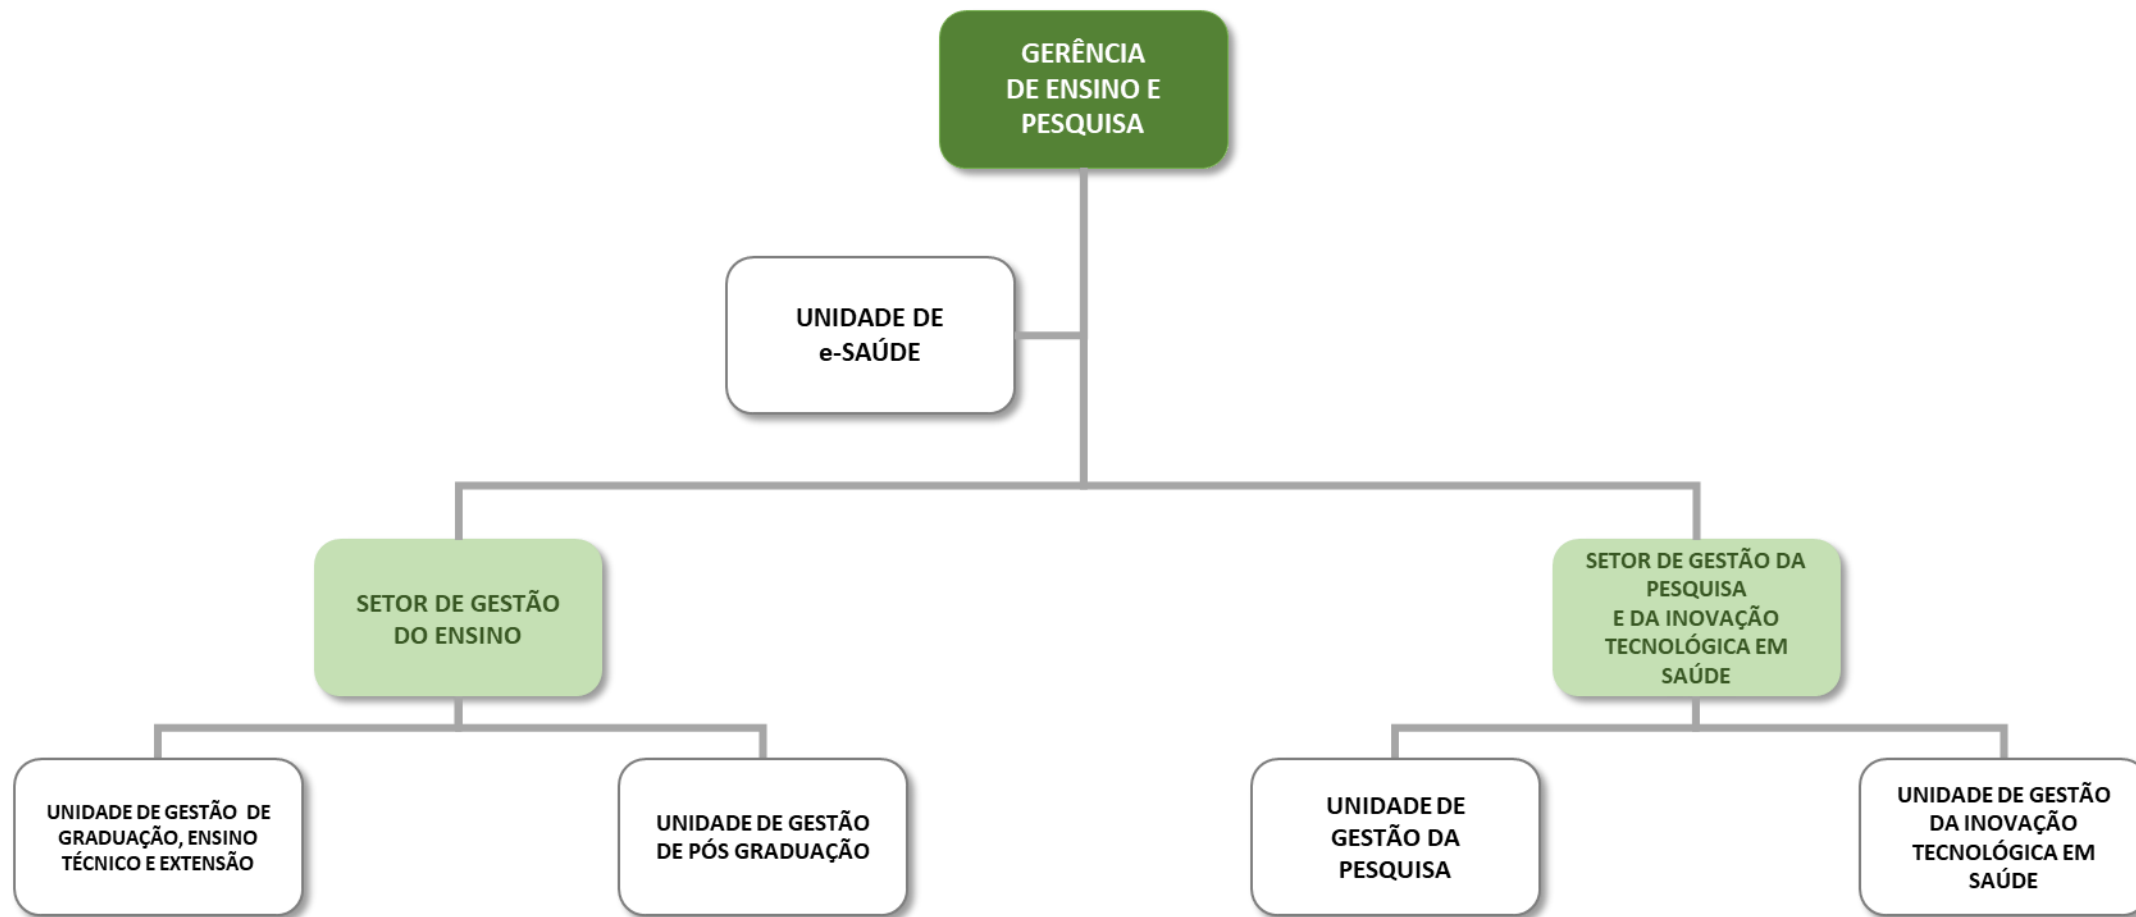 GERÊNCIA
DE ENSINO E
PESQUISA
UNIDADE DE
e-SAÚDE
SETOR DE GESTÃO
DO ENSINO
SETOR DE GESTÃO DA
PESQUISA
E DA INOVAÇÃO
TECNOLÓGICA EM
SAÚDE
UNIDADE DE GESTÃO DE
GRADUAÇÃO, ENSINO
TÉCNICO E EXTENSÃO
UNIDADE DE GESTÃO
DE PÓS GRADUAÇÃO
UNIDADE DE
GESTÃO DA
PESQUISA
UNIDADE DE GESTÃO
DA INOVAÇÃO
TECNOLÓGICA EM
SAÚDE